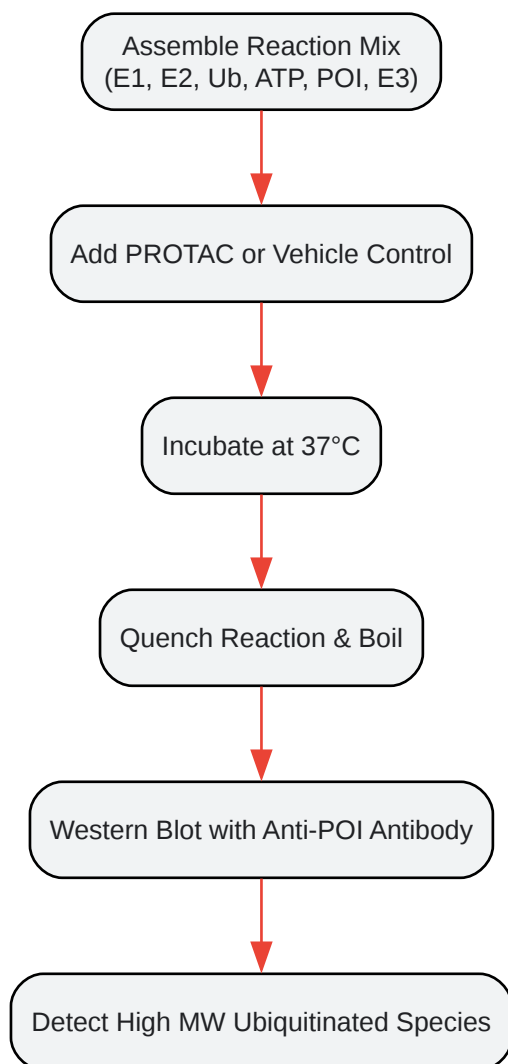 Assemble Reaction Mix
(E1, E2, Ub, ATP, POI, E3)
Add PROTAC or Vehicle Control
Incubate at 37°C
Quench Reaction & Boil
Western Blot with Anti-POI Antibody
Detect High MW Ubiquitinated Species